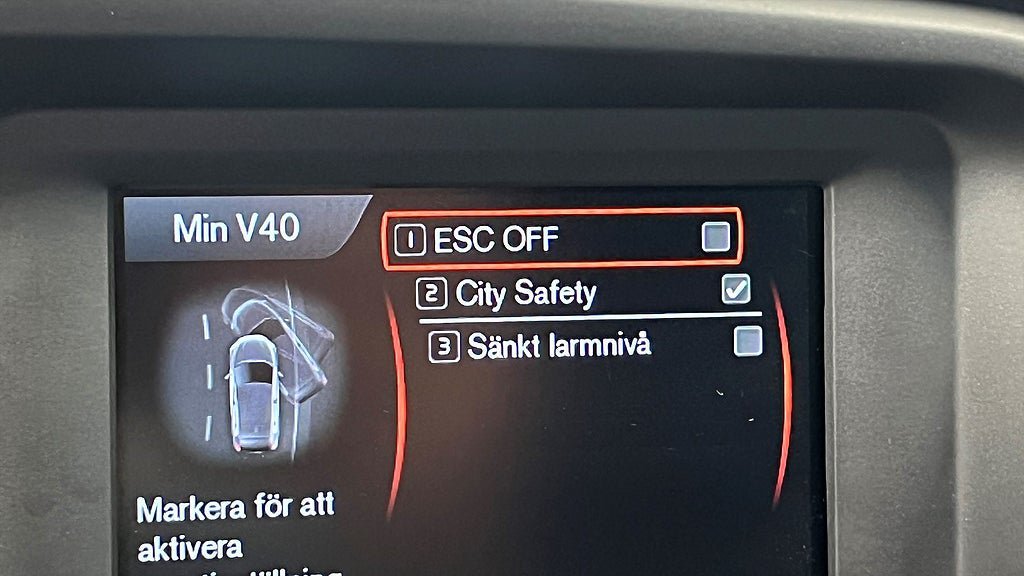 Min V40
1 ESC OFF
2 City Safety
3 Sänkt larmnivå
Markera för att
aktivera